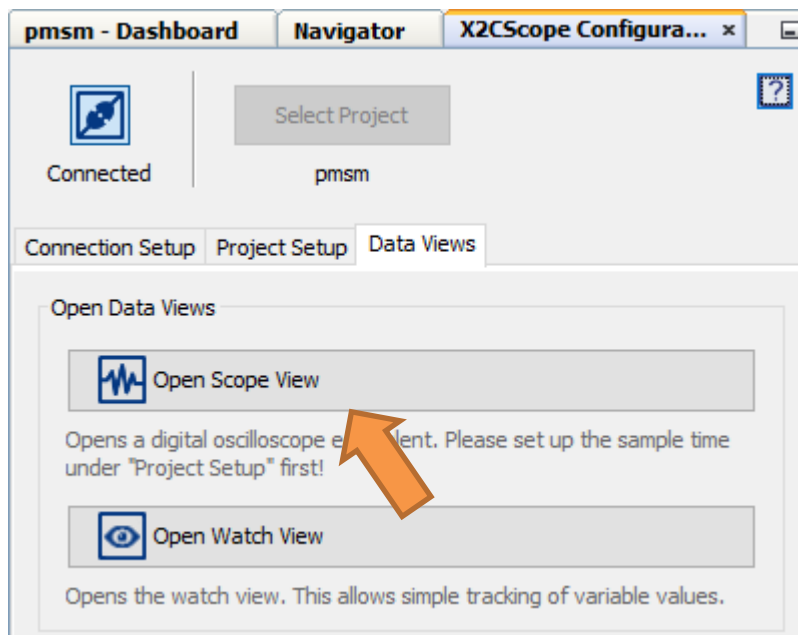 pmsm - Dashboard Navigator X2CScope Configura... ×
?
Select Project
Connected pmsm
Connection Setup Project Setup Data Views
Open Data Views
Open Scope View
Opens a digital oscilloscope e lent. Please set up the sample time
under "Project Setup" first!
Open Watch View
Opens the watch view. This allows simple tracking of variable values.